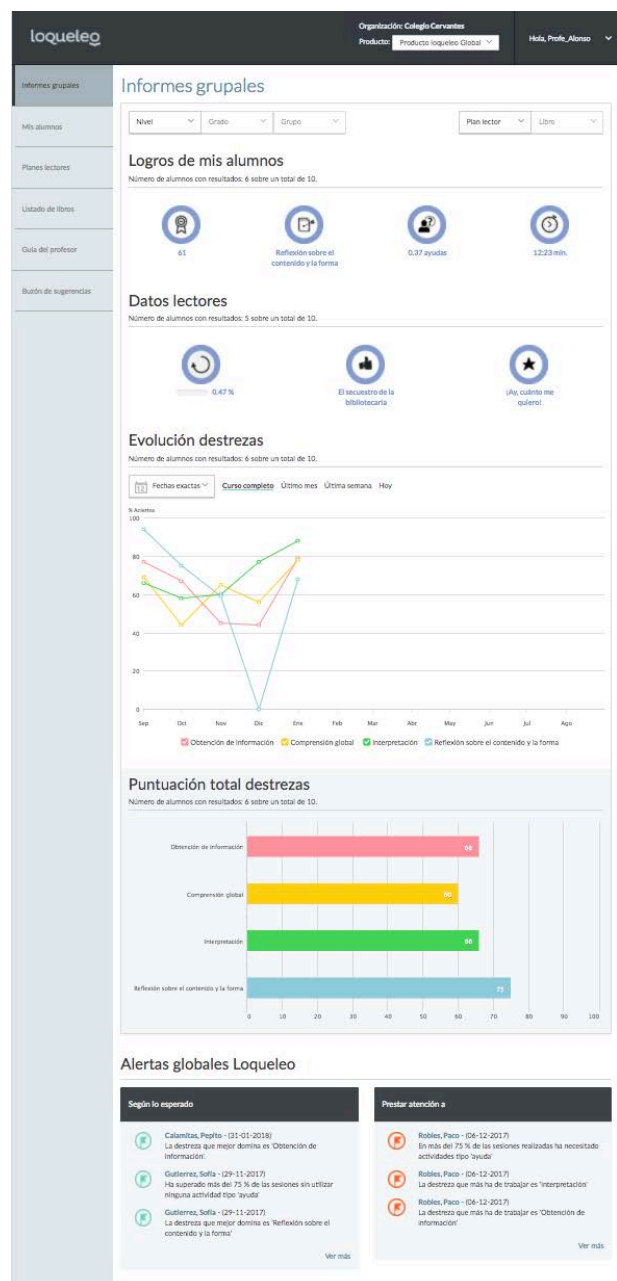 loqueleo
Organización: Colegio Cervantes
Producto: Producto loqueleo Global
Hola, Profe_Alonso
Informes grupales
Mis alumnos
Planes lectores
Listado de libros
Guía del profesor
Buzón de sugerencias
Informes grupales
Nivel
Grado
Grupo
Plan lector
Libro
Logros de mis alumnos
Número de alumnos con resultados: 6 sobre un total de 10.
61
Reflexión sobre el
contenido y la forma
0.37 ayudas
12:23 min.
Datos lectores
Número de alumnos con resultados: 5 sobre un total de 10.
0.47 %
El secuestro de la
bibliotecaria
¡Ay, cuánto me
quiero!
Evolución destrezas
Número de alumnos con resultados: 6 sobre un total de 10.
12 Fechas exactas Curso completo Último mes Última semana Hoy
% Aciertos
100
80
60
40
20
0
Sep Oct Nov Dic Ene Feb Mar Abr May Jun Jul Ago
Obtención de información Comprensión global Interpretación Reflexión sobre el contenido y la forma
Puntuación total destrezas
Número de alumnos con resultados: 6 sobre un total de 10.
Obtención de información 66
Comprensión global 60
Interpretación 66
Reflexión sobre el contenido y la forma 75
0 10 20 30 40 50 60 70 80 90 100
Alertas globales Loqueleo
Según lo esperado
Calamitas, Pepito - (31-01-2018)
La destreza que mejor domina es 'Obtención de
información'.
Gutierrez, Sofía - (29-11-2017)
Ha superado más del 75 % de las sesiones sin utilizar
ninguna actividad tipo 'ayuda'
Gutierrez, Sofía - (29-11-2017)
La destreza que mejor domina es 'Reflexión sobre el
contenido y la forma'
Ver más
Prestar atención a
Robles, Paco - (06-12-2017)
En más del 75 % de las sesiones realizadas ha necesitado
actividades tipo 'ayuda'
Robles, Paco - (06-12-2017)
La destreza que más ha de trabajar es 'Interpretación'
Robles, Paco - (06-12-2017)
La destreza que más ha de trabajar es 'Obtención de
información'
Ver más